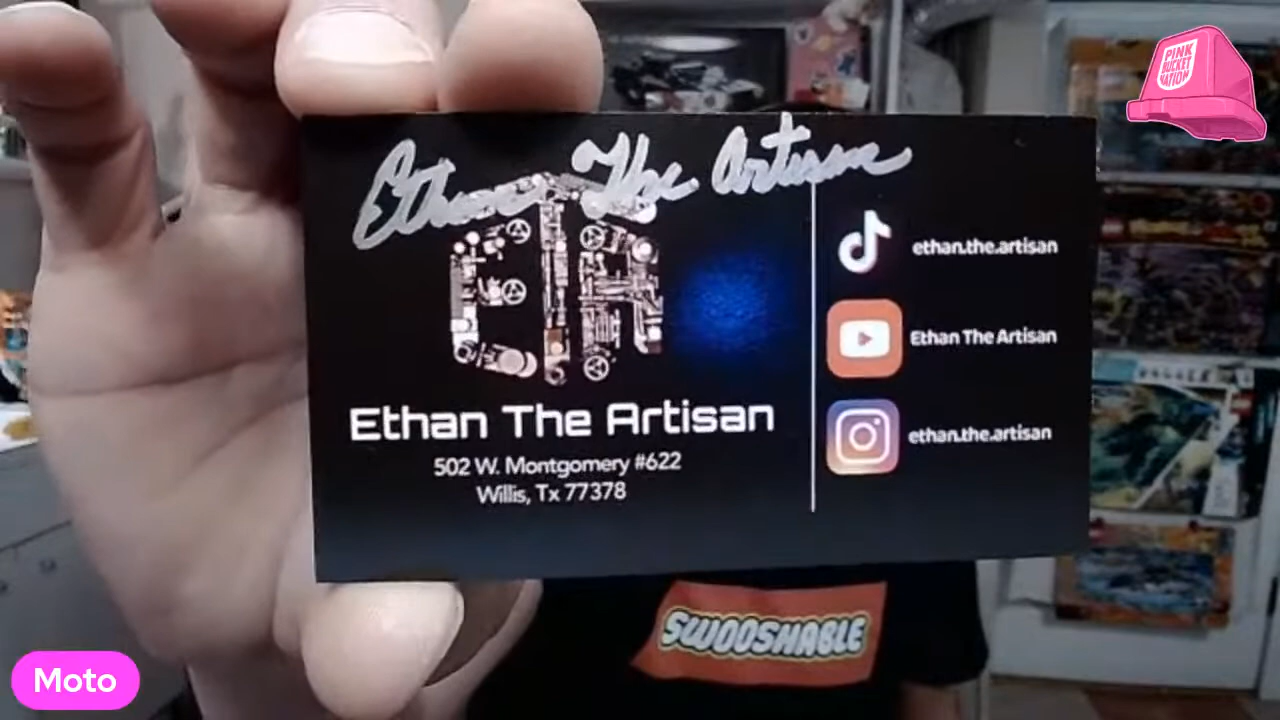 PINK
BUCKET
NATION
Ethan The Artisan
ethan.the.artisan
Ethan The Artisan
ethan.the.artisan
Ethan The Artisan
502 W. Montgomery #622
Willis, Tx 77378
SWOOSHABLE
Moto